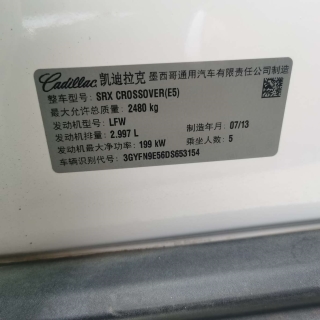 Cadillac 凯迪拉克 墨西哥通用汽车有限责任公司制造
整车型号: SRX CROSSOVER(E5)
最大允许总质量: 2480 kg
发动机型号: LFW
发动机排量: 2.997 L 制造年月: 07/13
发动机最大净功率: 199 kW 乘坐人数: 5
车辆识别代号: 3GYFN9E56DS653154